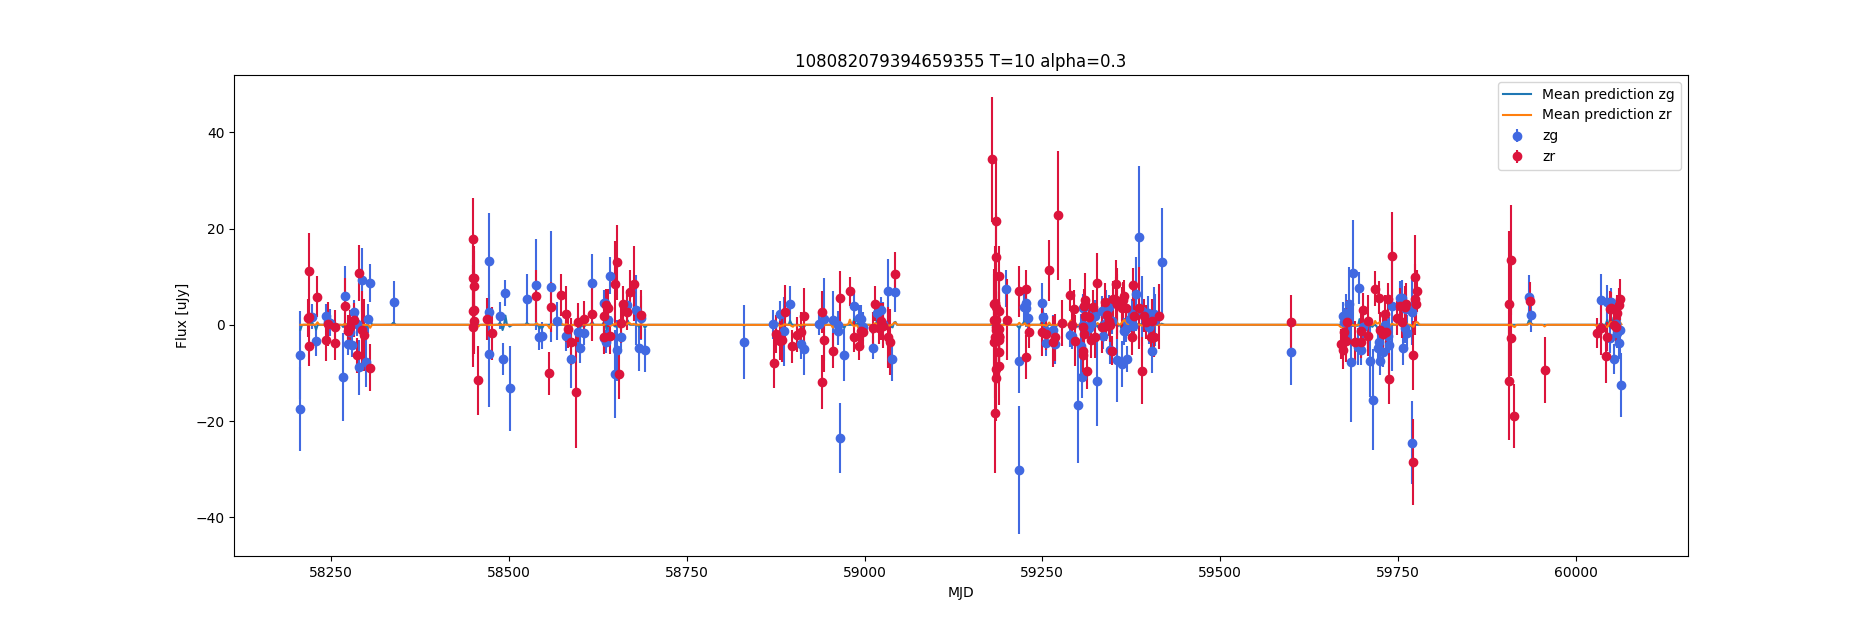 108082079394659355 T=10 alpha=0.3
Mean prediction zg
Mean prediction zr
zg
zr
Flux [uJy]
40
20
0
−20
−40
58250 58500 58750 59000 59250 59500 59750 60000
MJD